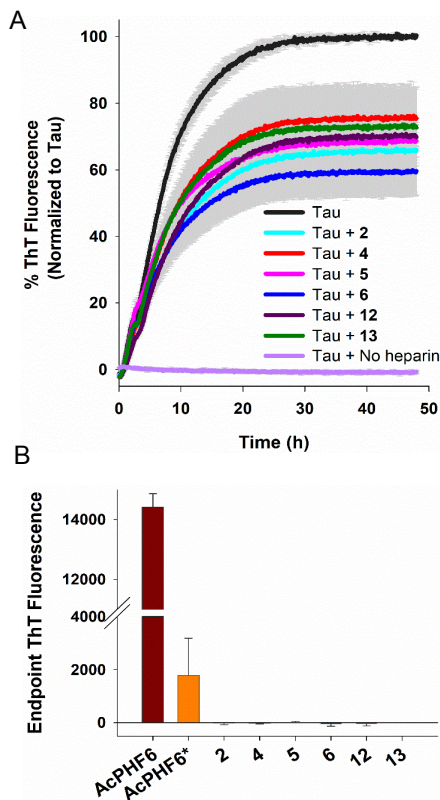 A
% ThT Fluorescence
(Normalized to Tau)
100
80
60
40
20
0
Tau
Tau + 2
Tau + 4
Tau + 5
Tau + 6
Tau + 12
Tau + 13
Tau + No heparin
0 10 20 30 40 50
Time (h)
B
Endpoint ThT Fluorescence
14000
12000
4000
2000
0
AcPHF6 AcPHF6* 2 4 5 6 12 13